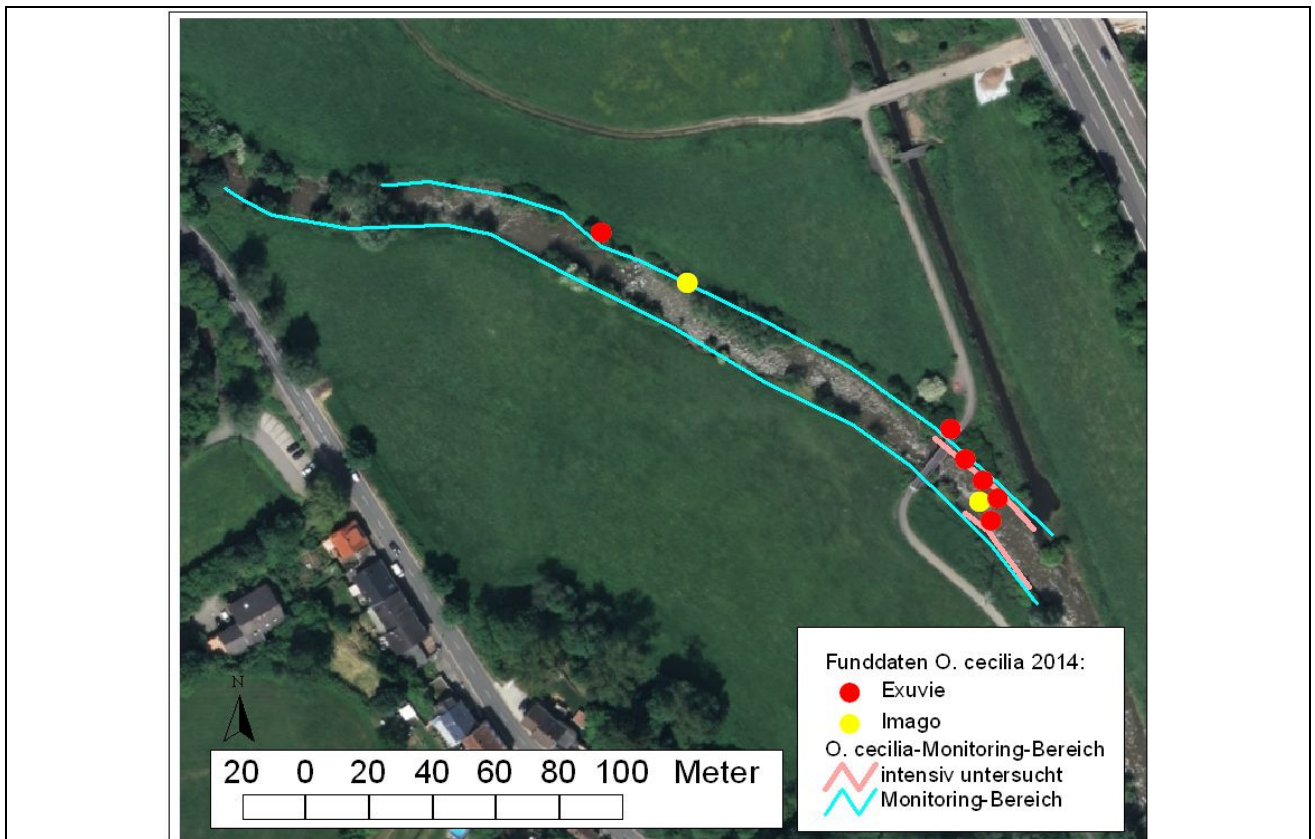 N
20 0 20 40 60 80 100 Meter
Funddaten O. cecilia 2014:
Exuvie
Imago
O. cecilia-Monitoring-Bereich
intensiv untersucht
Monitoring-Bereich